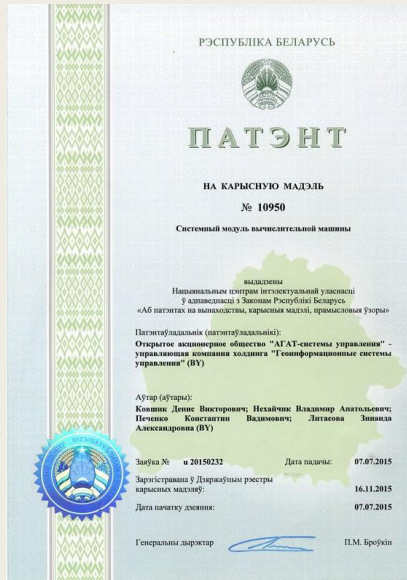 РЭСПУБЛІКА БЕЛАРУСЬ
ПАТЭНТ
НА КАРЫСНУЮ МАДЭЛЬ
№ 10950
Системный модуль вычислительной машины
выдадзены
Нацыянальным цэнтрам інтэлектуальнай уласнасці
ў адпаведнасці з Законам Рэспублікі Беларусь
«Аб патэнтах на вынаходствы, карысныя мадэлі, прамысловыя ўзоры»
Патэнтаўладальнік (патэнтаўладальнікі):
Открытое акционерное общество "АГАТ-системы управления" -
управляющая компания холдинга "Геоинформационные системы
управления" (BY)
Аўтар (аўтары):
Ковшик Денис Викторович; Нехайчик Владимир Анатольевич;
Печенко Константин Вадимович; Литасова Зинаида
Александровна (BY)
Заяўка № u 20150232 Дата падачы: 07.07.2015
Зарэгістравана ў Дзяржаўным рэестры
карысных мадэляў: 16.11.2015
Дата пачатку дзеяння: 07.07.2015
Генеральны дырэктар П.М. Броўкін